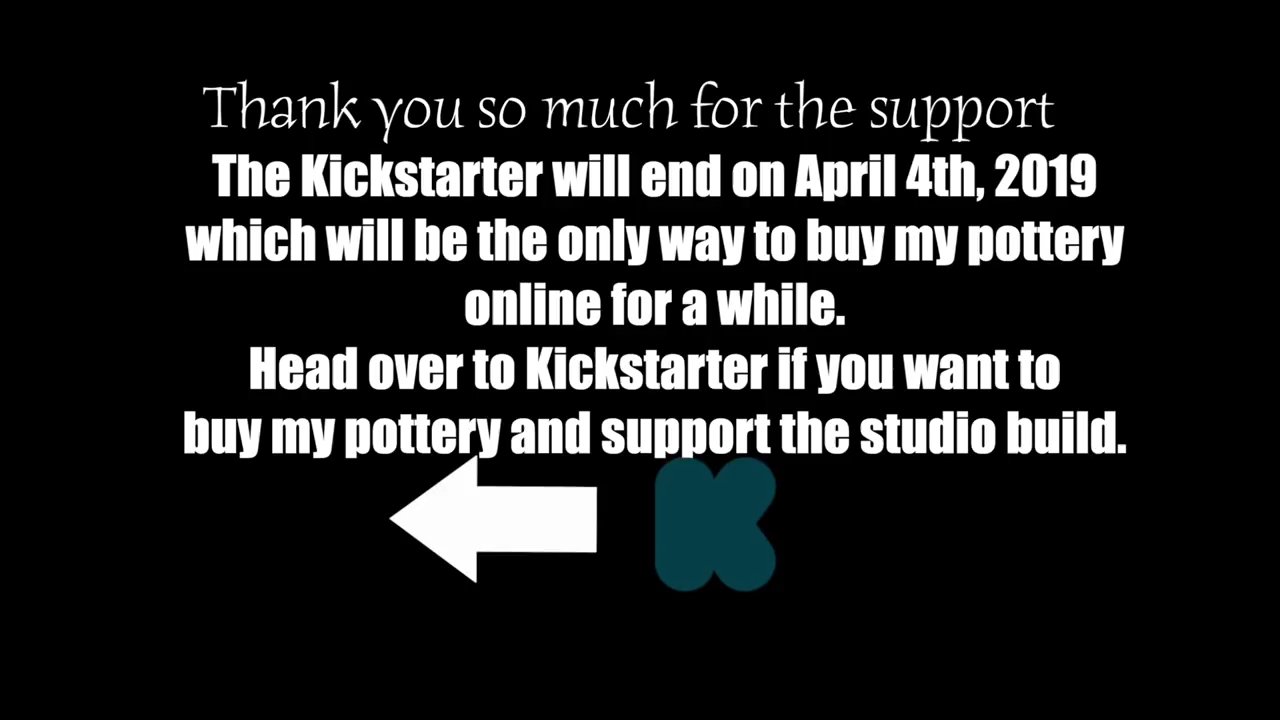 Thank you so much for the support
The Kickstarter will end on April 4th, 2019
which will be the only way to buy my pottery
online for a while.
Head over to Kickstarter if you want to
buy my pottery and support the studio build.
K